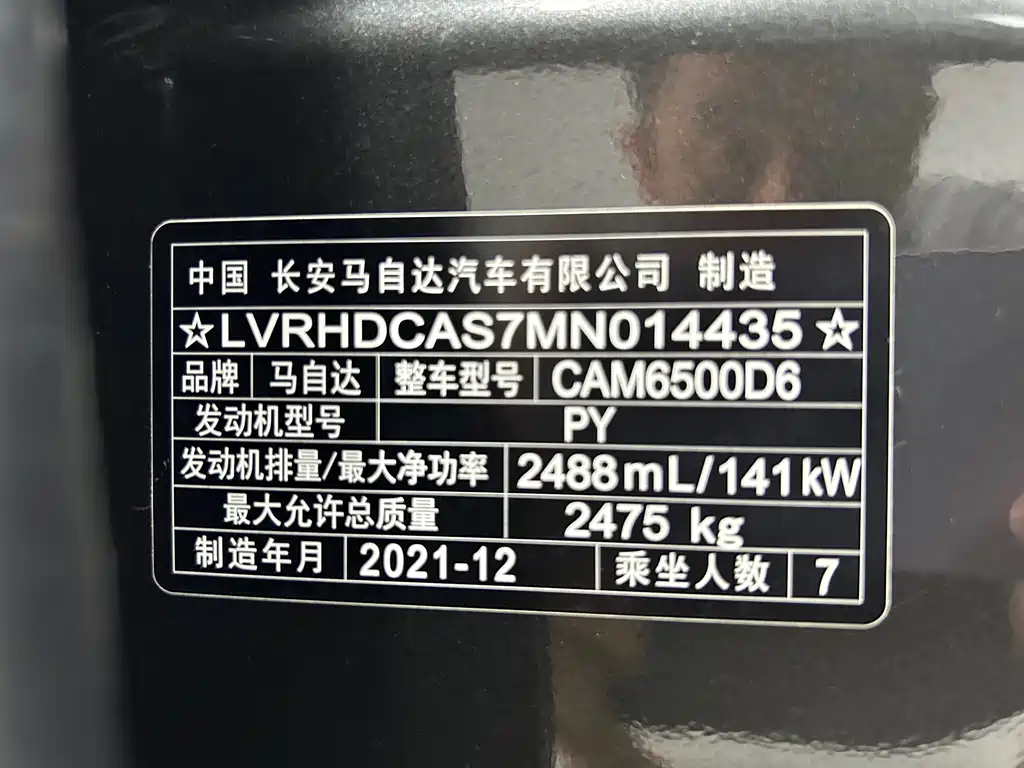 中国 长安马自达汽车有限公司 制造
☆LVRHDCAS7MN014435☆
品牌 马自达 整车型号 CAM6500D6
发动机型号 PY
发动机排量/最大净功率 2488mL/141kW
最大允许总质量 2475 kg
制造年月 2021-12 乘坐人数 7